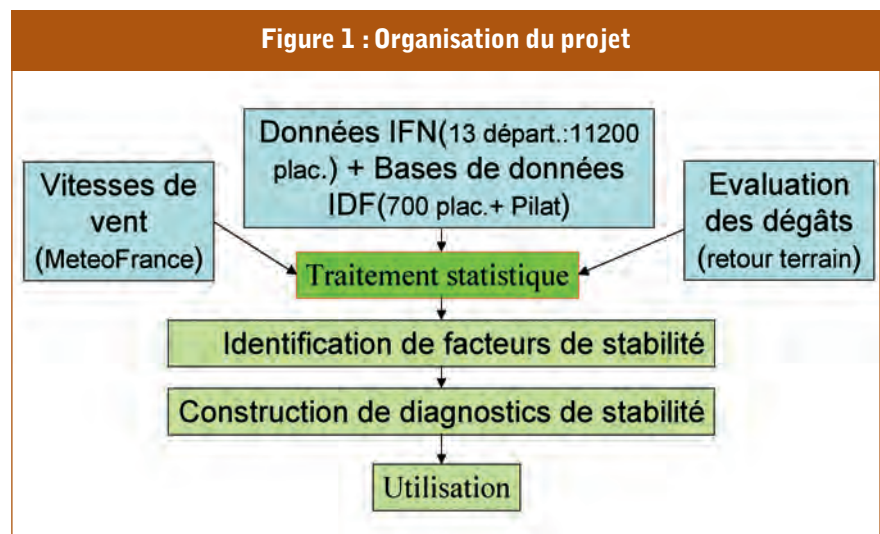 Figure 1 : Organisation du projet
Données IFN(13 départ.:11200
plac.) + Bases de données
IDF(700 plac.+ Pilat)
Vitesses de
vent
(MeteoFrance)
Evaluation
des dégâts
(retour terrain)
Traitement statistique
Identification de facteurs de stabilité
Construction de diagnostics de stabilité
Utilisation